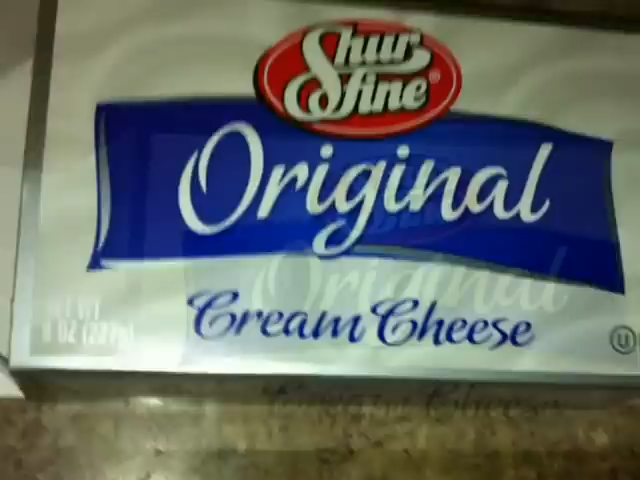 Shur
fine®
Original
Cream Cheese
NET WT
8 OZ (227g)
U